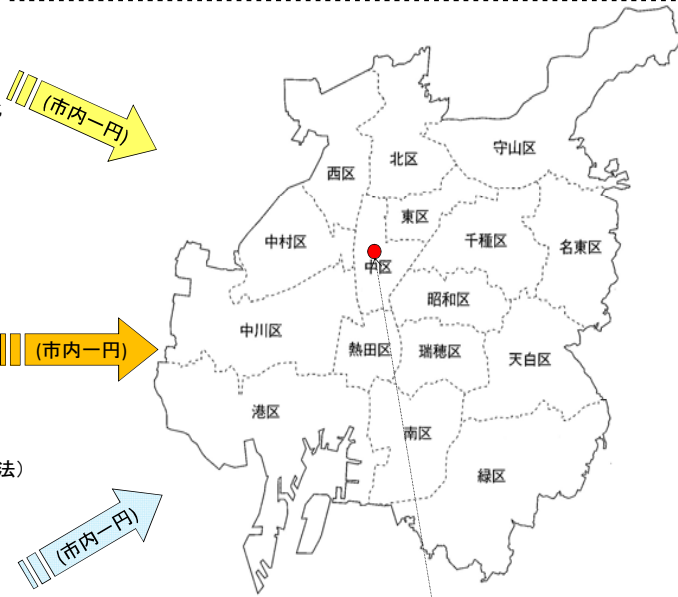 (市内一円)
守山区
北区
西区
東区
中村区
千種区
名東区
中区
昭和区
中川区
(市内一円)
熱田区
瑞穂区
天白区
港区
南区
法）
緑区
(市内一円)